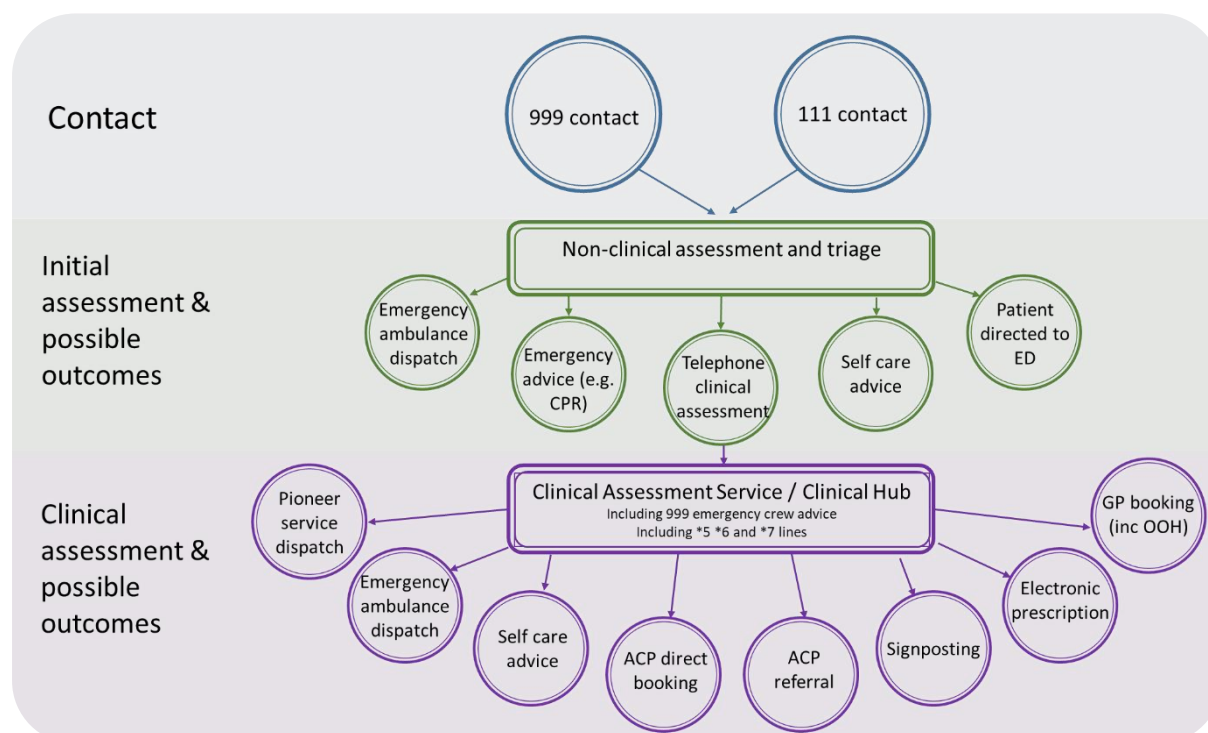 Contact
999 contact
111 contact
Initial
assessment &
possible
outcomes
Non-clinical assessment and triage
Emergency
ambulance
dispatch
Emergency
advice (e.g.
CPR)
Telephone
clinical
assessment
Self care
advice
Patient
directed to
ED
Clinical
assessment &
possible
outcomes
Clinical Assessment Service / Clinical Hub
Including 999 emergency crew advice
Including *5 *6 and *7 lines
Pioneer
service
dispatch
Emergency
ambulance
dispatch
Self care
advice
ACP direct
booking
ACP
referral
Signposting
Electronic
prescription
GP booking
(inc OOH)